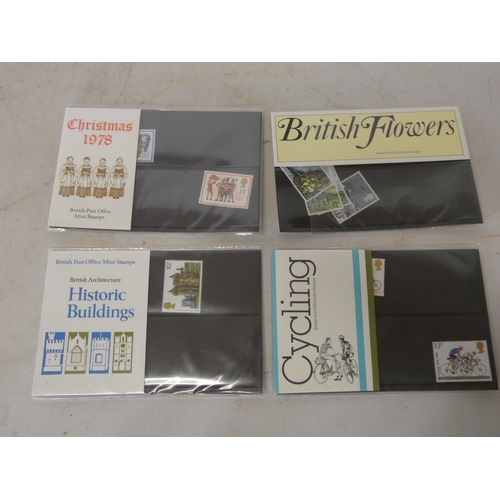 Christmas
1978
British Post Office
Mint Stamps
British Flowers
British Post Office Mint Stamps
British Architecture
Historic
Buildings
Cycling